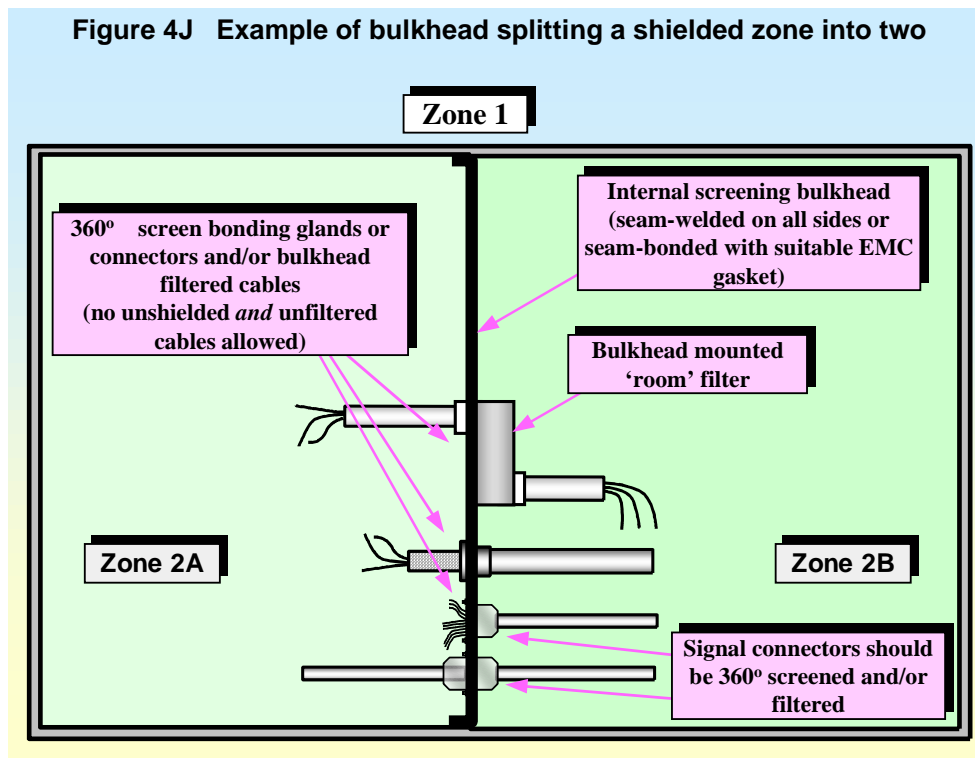 Figure 4J Example of bulkhead splitting a shielded zone into two
Zone 1
360o screen bonding glands or
connectors and/or bulkhead
filtered cables
(no unshielded and unfiltered
cables allowed)
Internal screening bulkhead
(seam-welded on all sides or
seam-bonded with suitable EMC
gasket)
Bulkhead mounted
‘room’ filter
Zone 2A
Zone 2B
Signal connectors should
be 360o screened and/or
filtered